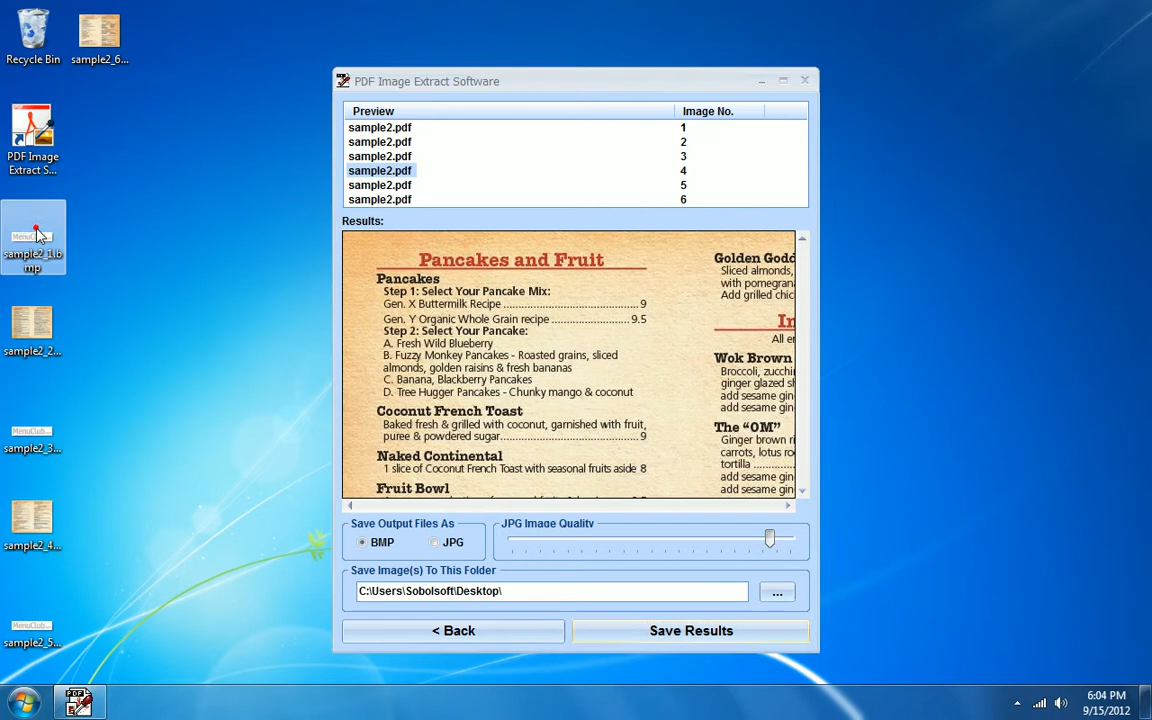 Recycle Bin
sample2_6...
PDF Image
Extract S...
MenuClub...
sample2_1.b
mp
sample2_2...
MenuClub...
sample2_3...
sample2_4...
MenuClub...
sample2_5...
PDF Image Extract Software
Preview Image No.
sample2.pdf 1
sample2.pdf 2
sample2.pdf 3
sample2.pdf 4
sample2.pdf 5
sample2.pdf 6
Results:
Pancakes and Fruit
Pancakes
Step 1: Select Your Pancake Mix:
Gen. X Buttermilk Recipe ........................................ 9
Gen. Y Organic Whole Grain recipe ..................... 9.5
Step 2: Select Your Pancake:
A. Fresh Wild Blueberry
B. Fuzzy Monkey Pancakes - Roasted grains, sliced
almonds, golden raisins & fresh bananas
C. Banana, Blackberry Pancakes
D. Tree Hugger Pancakes - Chunky mango & coconut
Coconut French Toast
Baked fresh & grilled with coconut, garnished with fruit,
puree & powdered sugar........................................ 9
Naked Continental
1 slice of Coconut French Toast with seasonal fruits aside 8
Fruit Bowl
Golden Godd
Sliced almonds,
with pomegran
Add grilled chic
In
All er
Wok Brown
Broccoli, zucchi
ginger glazed sh
add sesame gin
add sesame gin
The “OM”
Ginger brown ri
carrots, lotus ro
tortilla ..............
add sesame gin
add sesame gin
add sesame gin
Save Output Files As
BMP JPG
JPG Image Quality
Save Image(s) To This Folder
C:\Users\Sobolsoft\Desktop\
...
< Back
Save Results
PDF
6:04 PM
9/15/2012